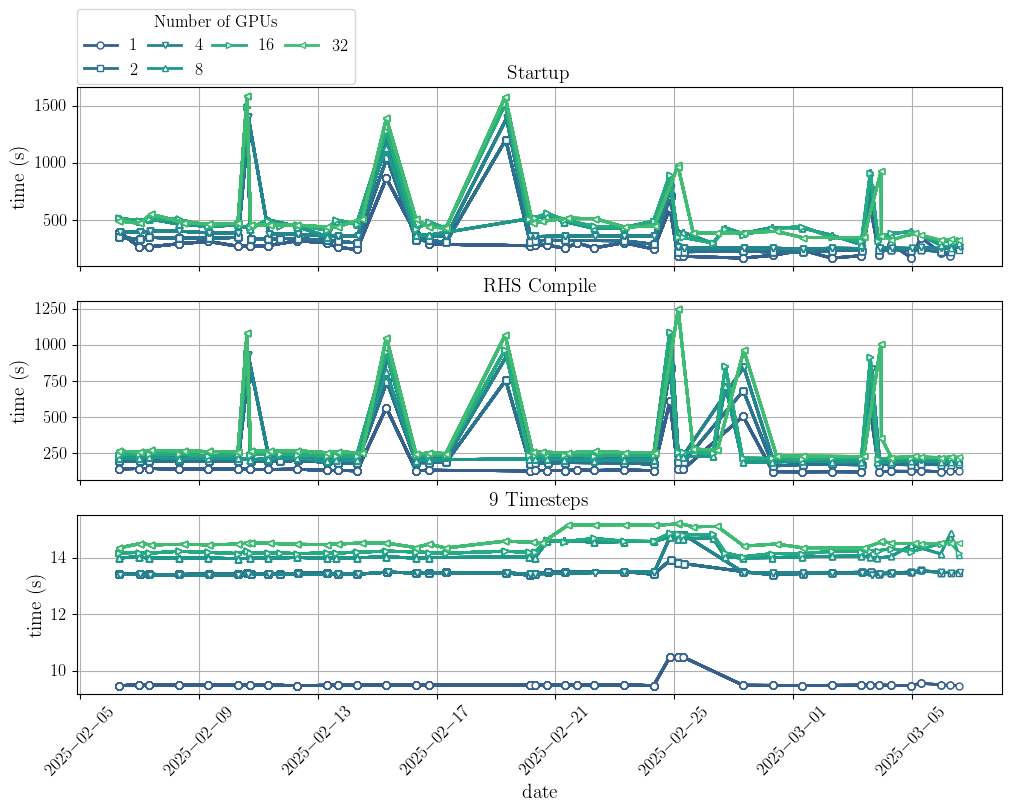 Number of GPUs
1 4 16 32
2 8
Startup
1500
1000
500
time (s)
RHS Compile
1250
1000
750
500
250
time (s)
9 Timesteps
14
12
10
time (s)
2025−02−05
2025−02−09
2025−02−13
2025−02−17
2025−02−21
2025−02−25
2025−03−01
2025−03−05
date